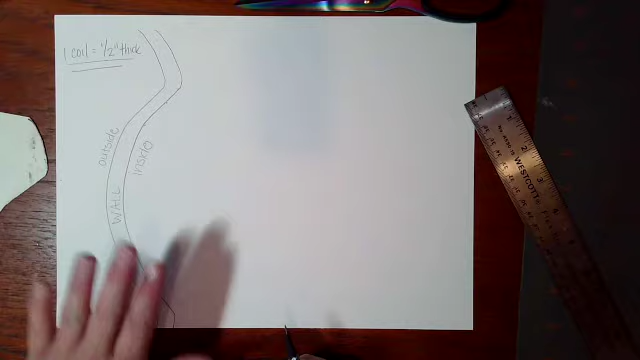 1 coil = 1/2" thick
outside
inside
WALL
WESTCOTT